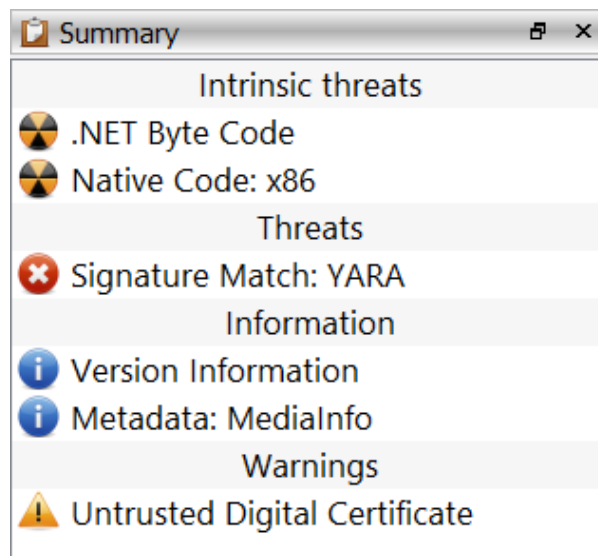 Summary
Intrinsic threats
.NET Byte Code
Native Code: x86
Threats
Signature Match: YARA
Information
Version Information
Metadata: MediaInfo
Warnings
Untrusted Digital Certificate